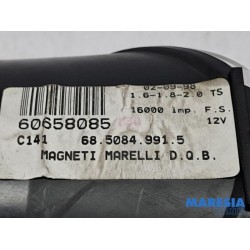 02-09-98
1.6-1.8-2.0 TS
16000 imp. F.S.
60658085
12V
C141 68.5084.991.5
MAGNETI MARELLI D.Q.B.
MARESIA